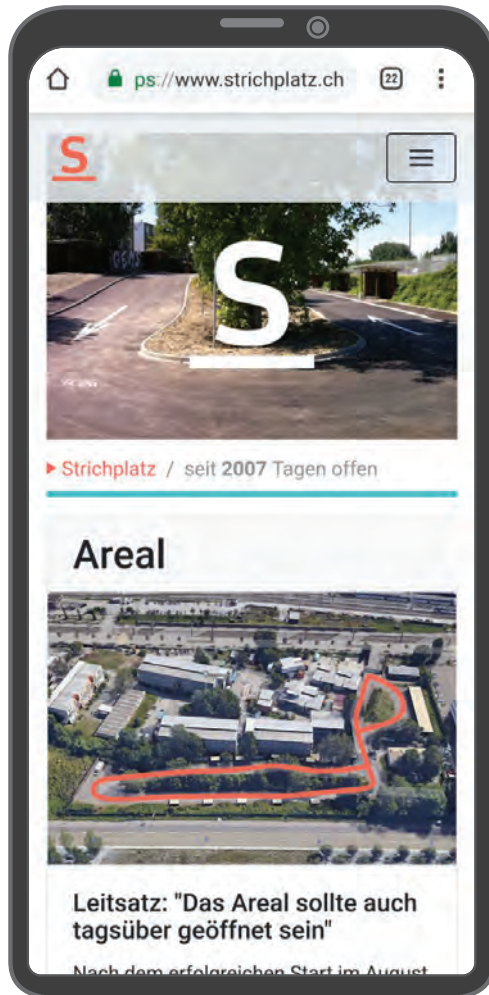 ps://www.strichplatz.ch
22
S
S
Strichplatz / seit 2007 Tagen offen
Areal
Leitsatz: "Das Areal sollte auch
tagsüber geöffnet sein"
Nach dem erfolgreichen Start im August